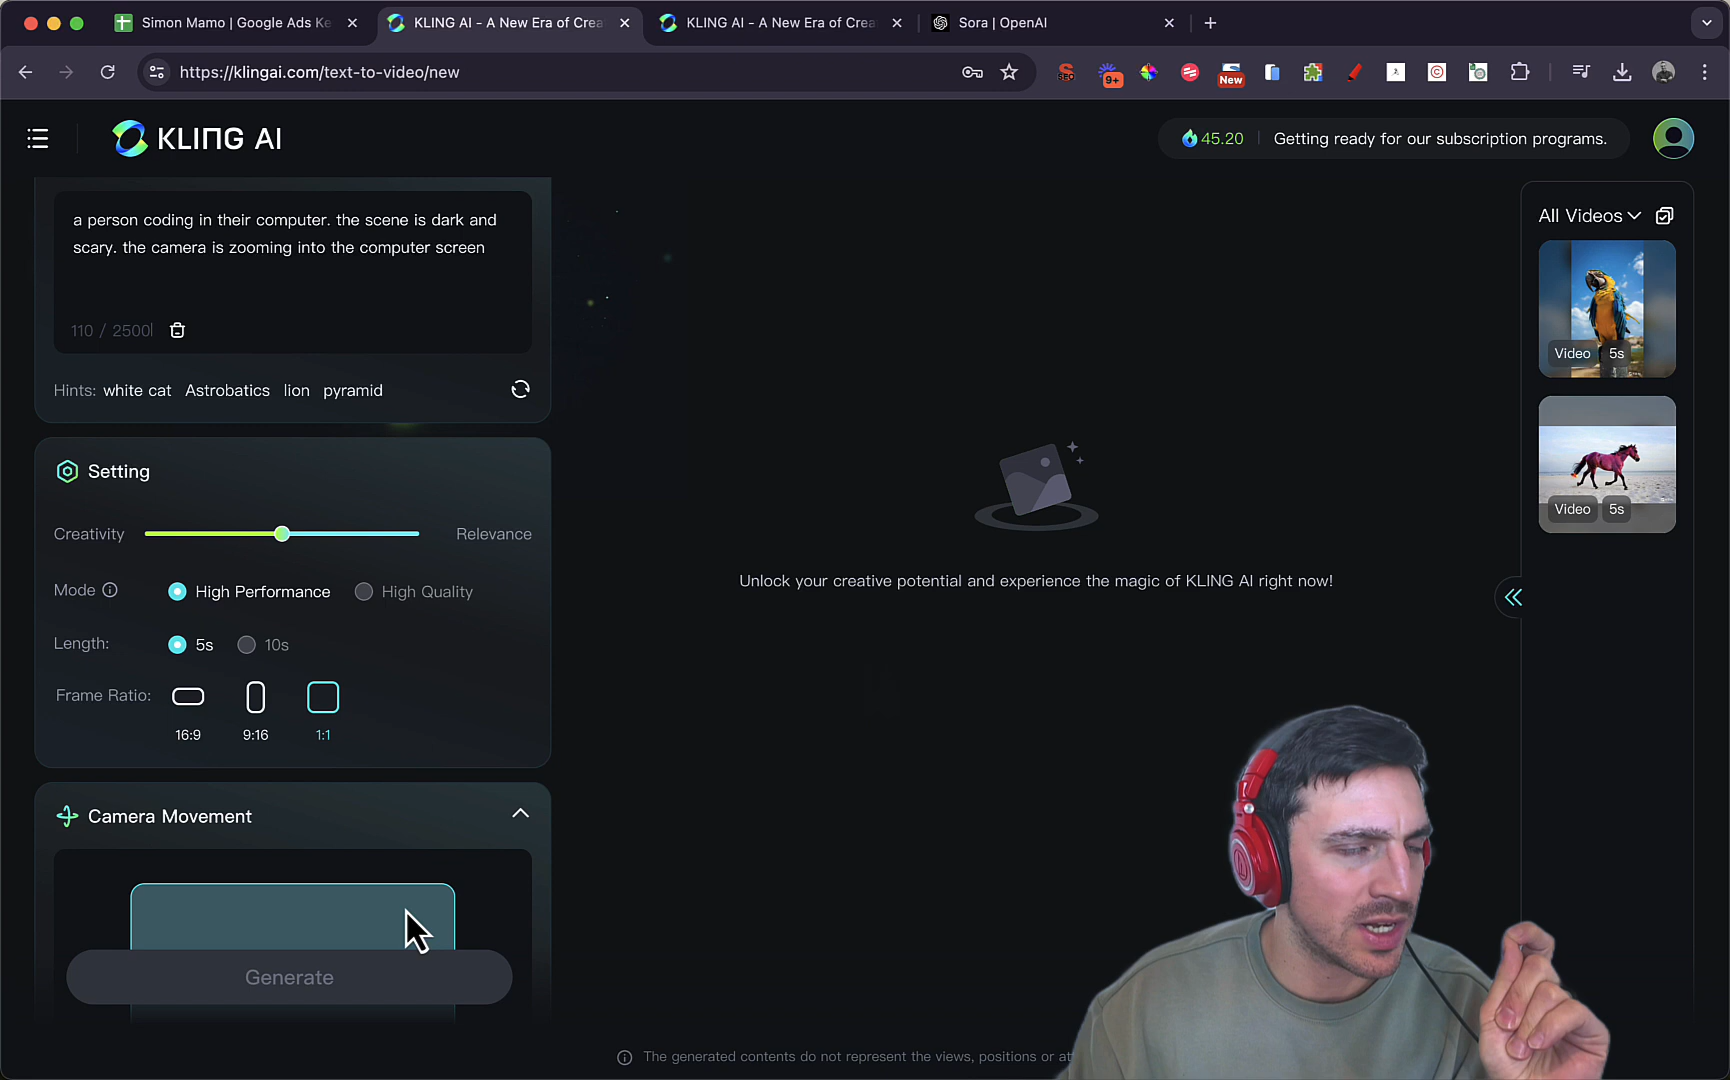 Simon Mamo | Google Ads Ke
KLING AI - A New Era of Crea
KLING AI - A New Era of Crea
Sora | OpenAI
https://klingai.com/text-to-video/new
SEO
9+
New
KLING AI
45.20
Getting ready for our subscription programs.
a person coding in their computer. the scene is dark and
scary. the camera is zooming into the computer screen
110 / 2500
Hints: white cat Astrobatics lion pyramid
Setting
Creativity
Relevance
Mode
High Performance
High Quality
Length:
5s
10s
Frame Ratio:
16:9
9:16
1:1
Camera Movement
Generate
Unlock your creative potential and experience the magic of KLING AI right now!
All Videos
Video 5s
Video 5s
The generated contents do not represent the views, positions or at